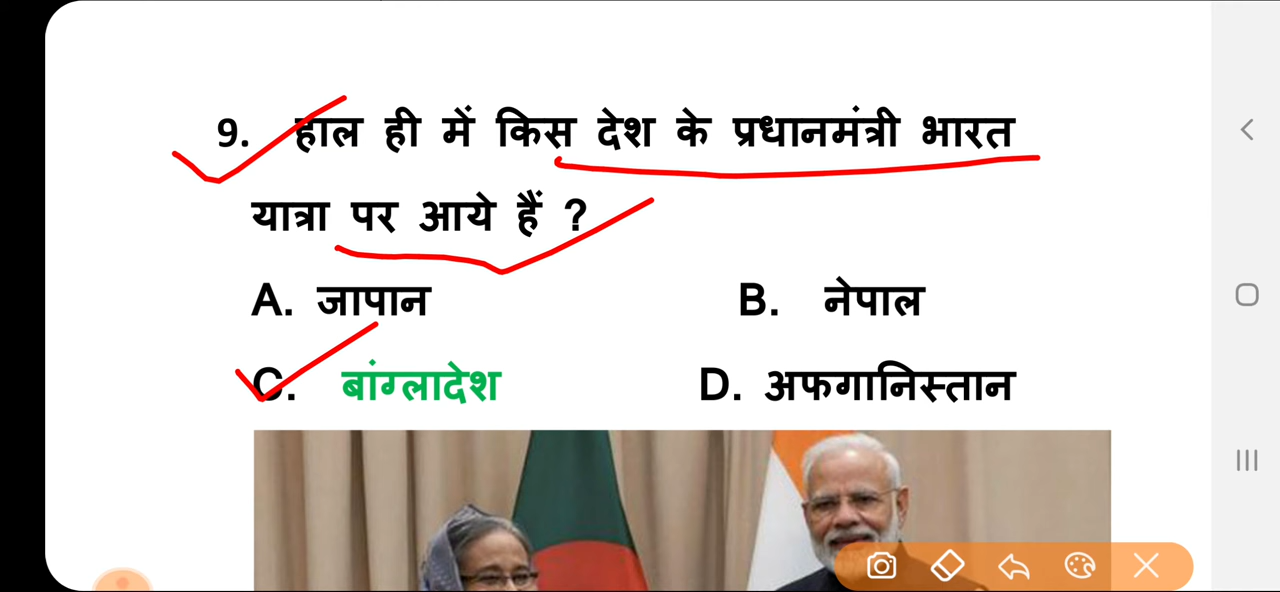 9. हाल ही में किस देश के प्रधानमंत्री भारत
यात्रा पर आये हैं ?
A. जापान B. नेपाल
C. बांग्लादेश D. अफगानिस्तान